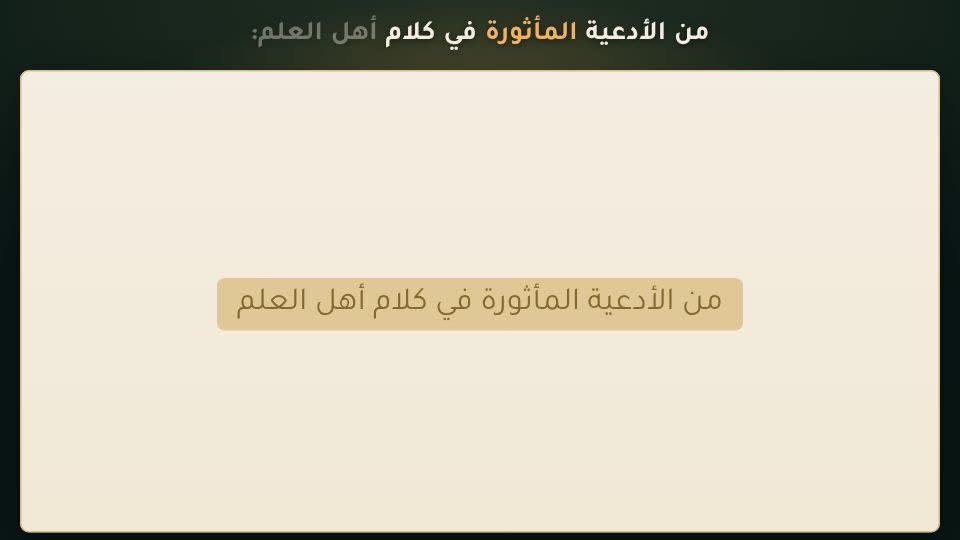 من الأدعية المأثورة في كلام أهل العلم:
من الأدعية المأثورة في كلام أهل العلم